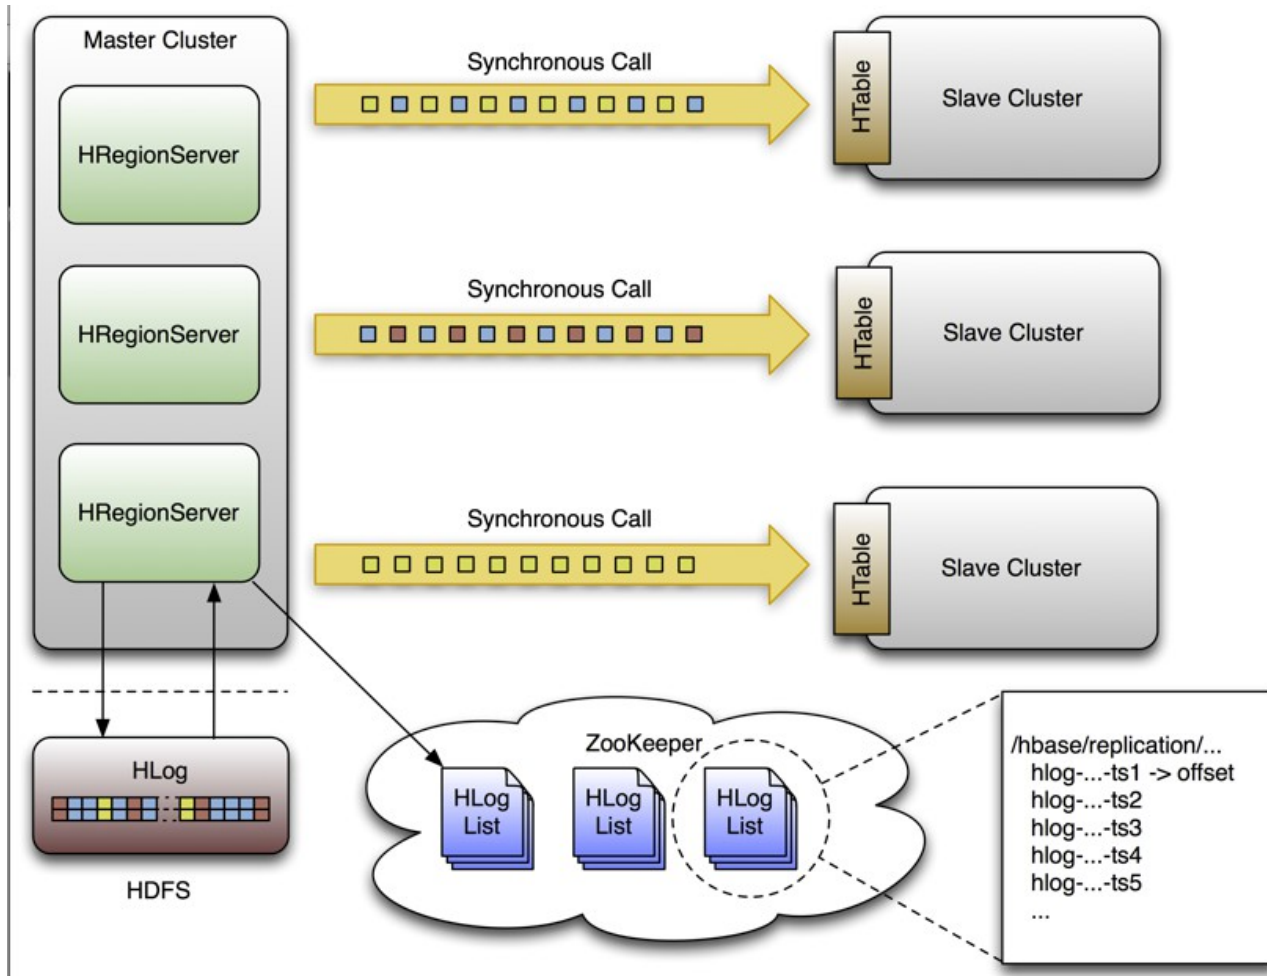 Master Cluster
HRegionServer
HRegionServer
HRegionServer
Synchronous Call
HTable
Slave Cluster
Synchronous Call
HTable
Slave Cluster
Synchronous Call
HTable
Slave Cluster
HLog
HDFS
ZooKeeper
HLog
List
HLog
List
HLog
List
/hbase/replication/...
hlog-...-ts1 -> offset
hlog-...-ts2
hlog-...-ts3
hlog-...-ts4
hlog-...-ts5
...